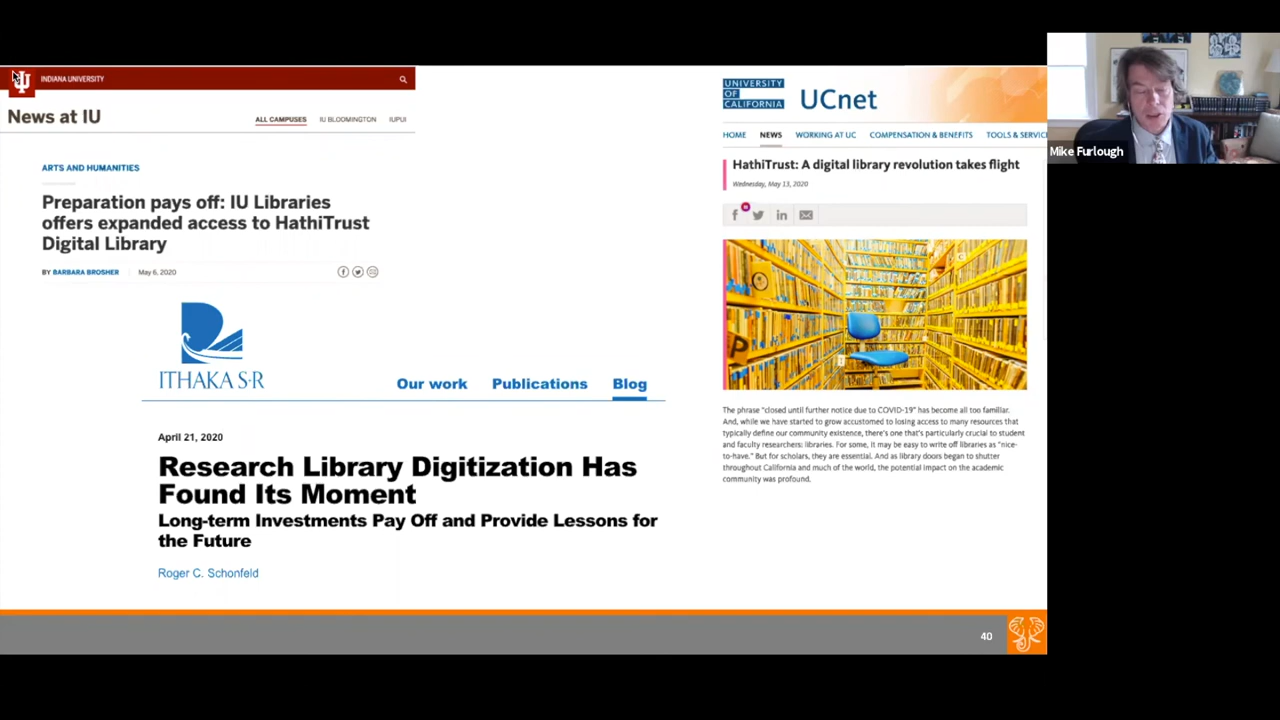 INDIANA UNIVERSITY
News at IU
ALL CAMPUSES IU BLOOMINGTON IUPUI
ARTS AND HUMANITIES
Preparation pays off: IU Libraries
offers expanded access to HathiTrust
Digital Library
BY BARBARA BROSHER May 6, 2020
ITHAKA S·R
Our work Publications Blog
April 21, 2020
Research Library Digitization Has
Found Its Moment
Long-term Investments Pay Off and Provide Lessons for
the Future
Roger C. Schonfeld
UNIVERSITY
OF
CALIFORNIA
UCnet
HOME NEWS WORKING AT UC COMPENSATION & BENEFITS TOOLS & SERVIC
HathiTrust: A digital library revolution takes flight
Wednesday, May 13, 2020
The phrase "closed until further notice due to COVID-19" has become all too familiar.
And, while we have started to grow accustomed to losing access to many resources that
typically define our community existence, there's one that's particularly crucial to student
and faculty researchers: libraries. For some, it may be easy to write off libraries as "nice-
to-have." But for scholars, they are essential. And as library doors began to shutter
throughout California and much of the world, the potential impact on the academic
community was profound.
40
Mike Furlough